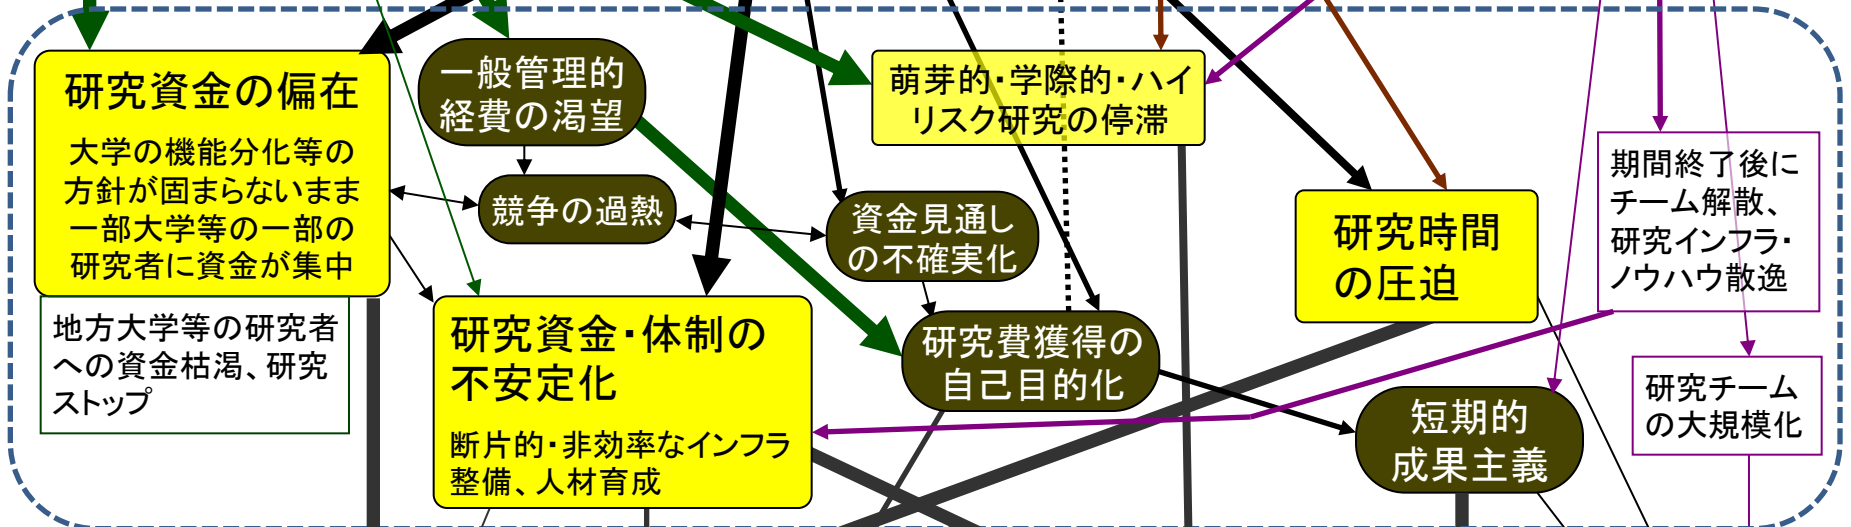 研究資金の偏在
大学の機能分化等の
方針が固まらないまま
一部大学等の一部の
研究者に資金が集中
地方大学等の研究者
への資金枯渇、研究
ストップ
一般管理的
経費の渇望
競争の過熱
研究資金・体制の
不安定化
断片的・非効率なインフラ
整備、人材育成
萌芽的・学際的・ハイ
リスク研究の停滞
資金見通し
の不確実化
研究費獲得の
自己目的化
研究時間
の圧迫
短期的
成果主義
期間終了後に
チーム解散、
研究インフラ・
ノウハウ散逸
研究チーム
の大規模化